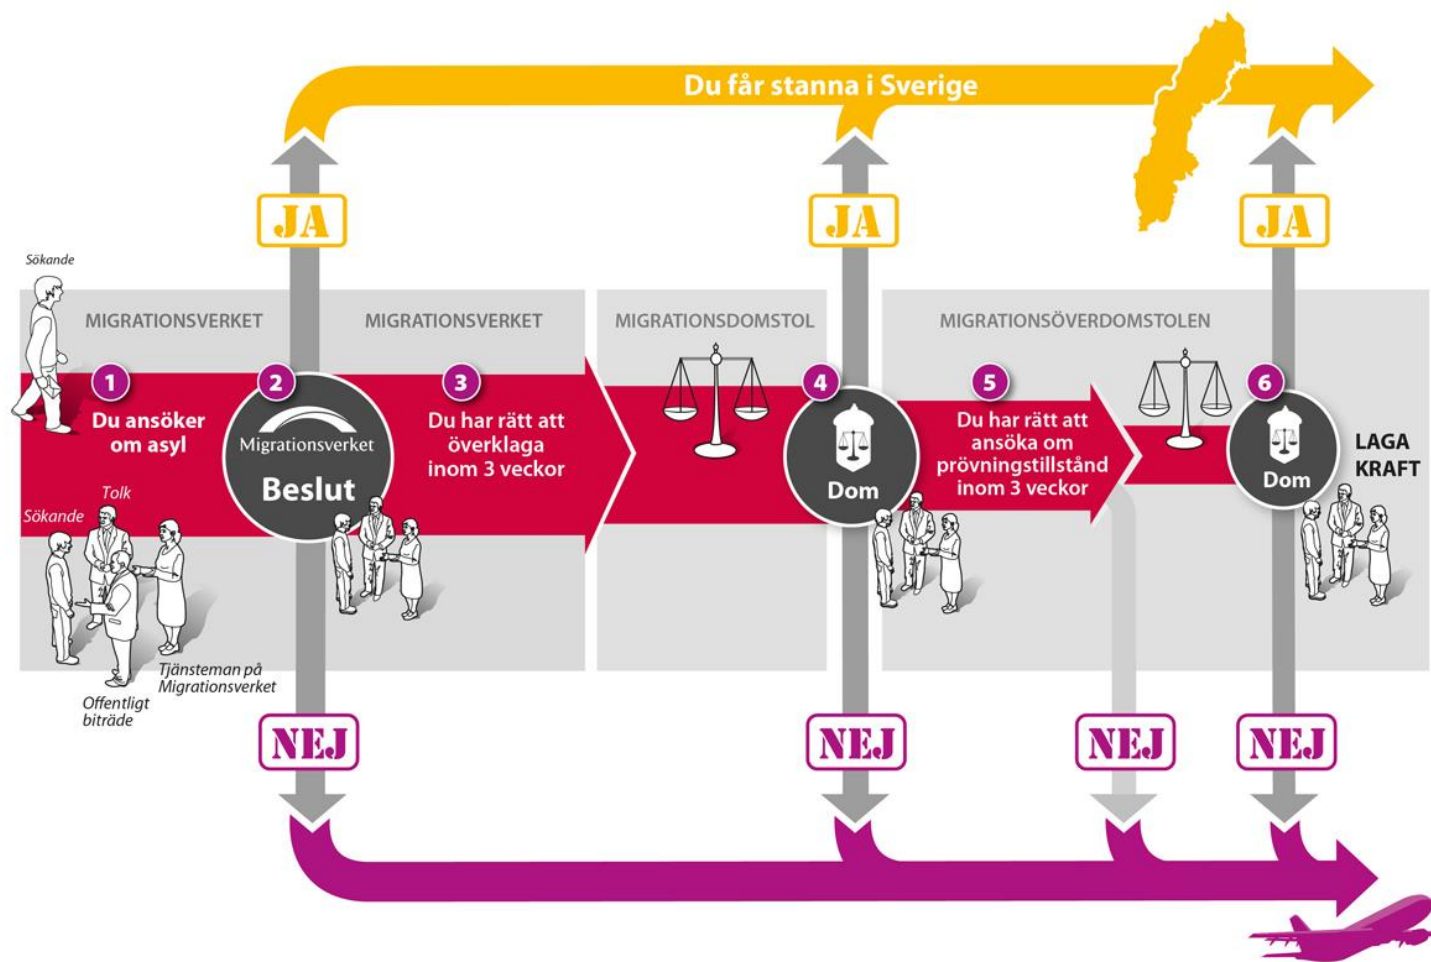 Du får stanna i Sverige
JA
JA
JA
Sökande
MIGRATIONSVERKET
MIGRATIONSVERKET
MIGRATIONSDOMSTOL
MIGRATIONSÖVERDOMSTOLEN
1
Du ansöker
om asyl
2
Migrationsverket
Beslut
3
Du har rätt att
överklaga
inom 3 veckor
4
Dom
5
Du har rätt att
ansöka om
prövningstillstånd
inom 3 veckor
6
Dom
LAGA
KRAFT
Sökande
Tolk
Offentligt
biträde
Tjänsteman på
Migrationsverket
NEJ
NEJ
NEJ
NEJ